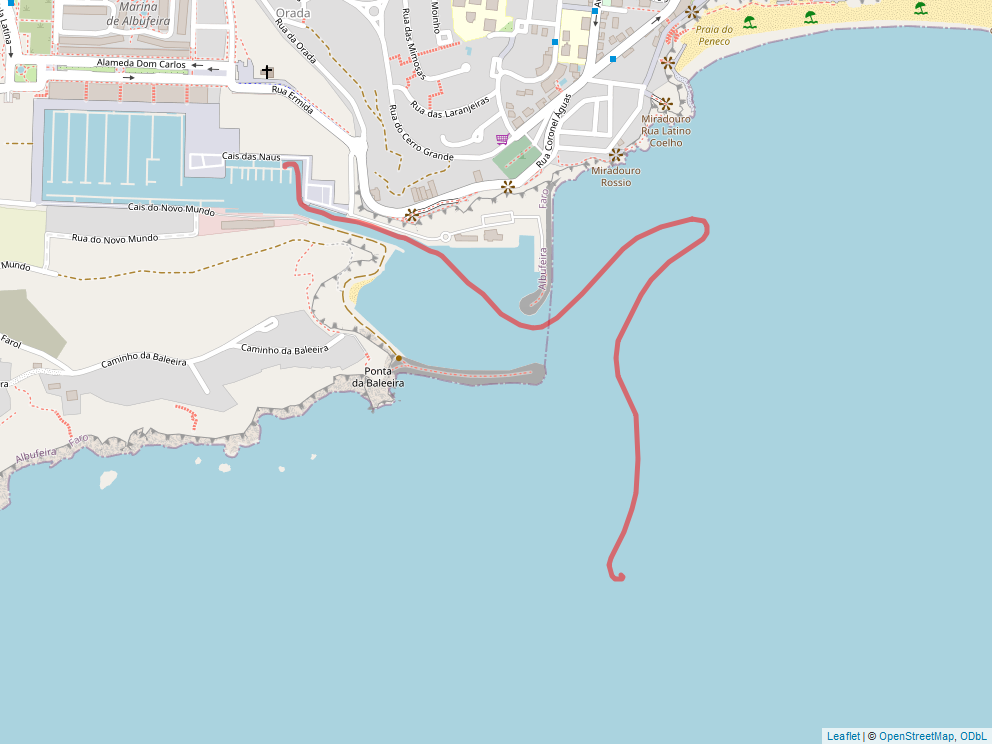 Marina
de Albufeira
Orada
Rua da Orada
Moinho
Rua das Mimosas
Praia do
Peneco
Alameda Dom Carlos
Rua Ermida
Rua das Laranjeiras
Rua do Cerro Grande
Rua Coronel Águas
Miradouro
Rua Latino
Coelho
Miradouro
Rossio
Cais das Naus
Cais do Novo Mundo
Rua do Novo Mundo
Mundo
Faro
Albufeira
Farol
Caminho da Baleeira
Caminho da Baleeira
Ponta
da Baleeira
Albufeira
Faro
Leaflet | © OpenStreetMap, ODbL